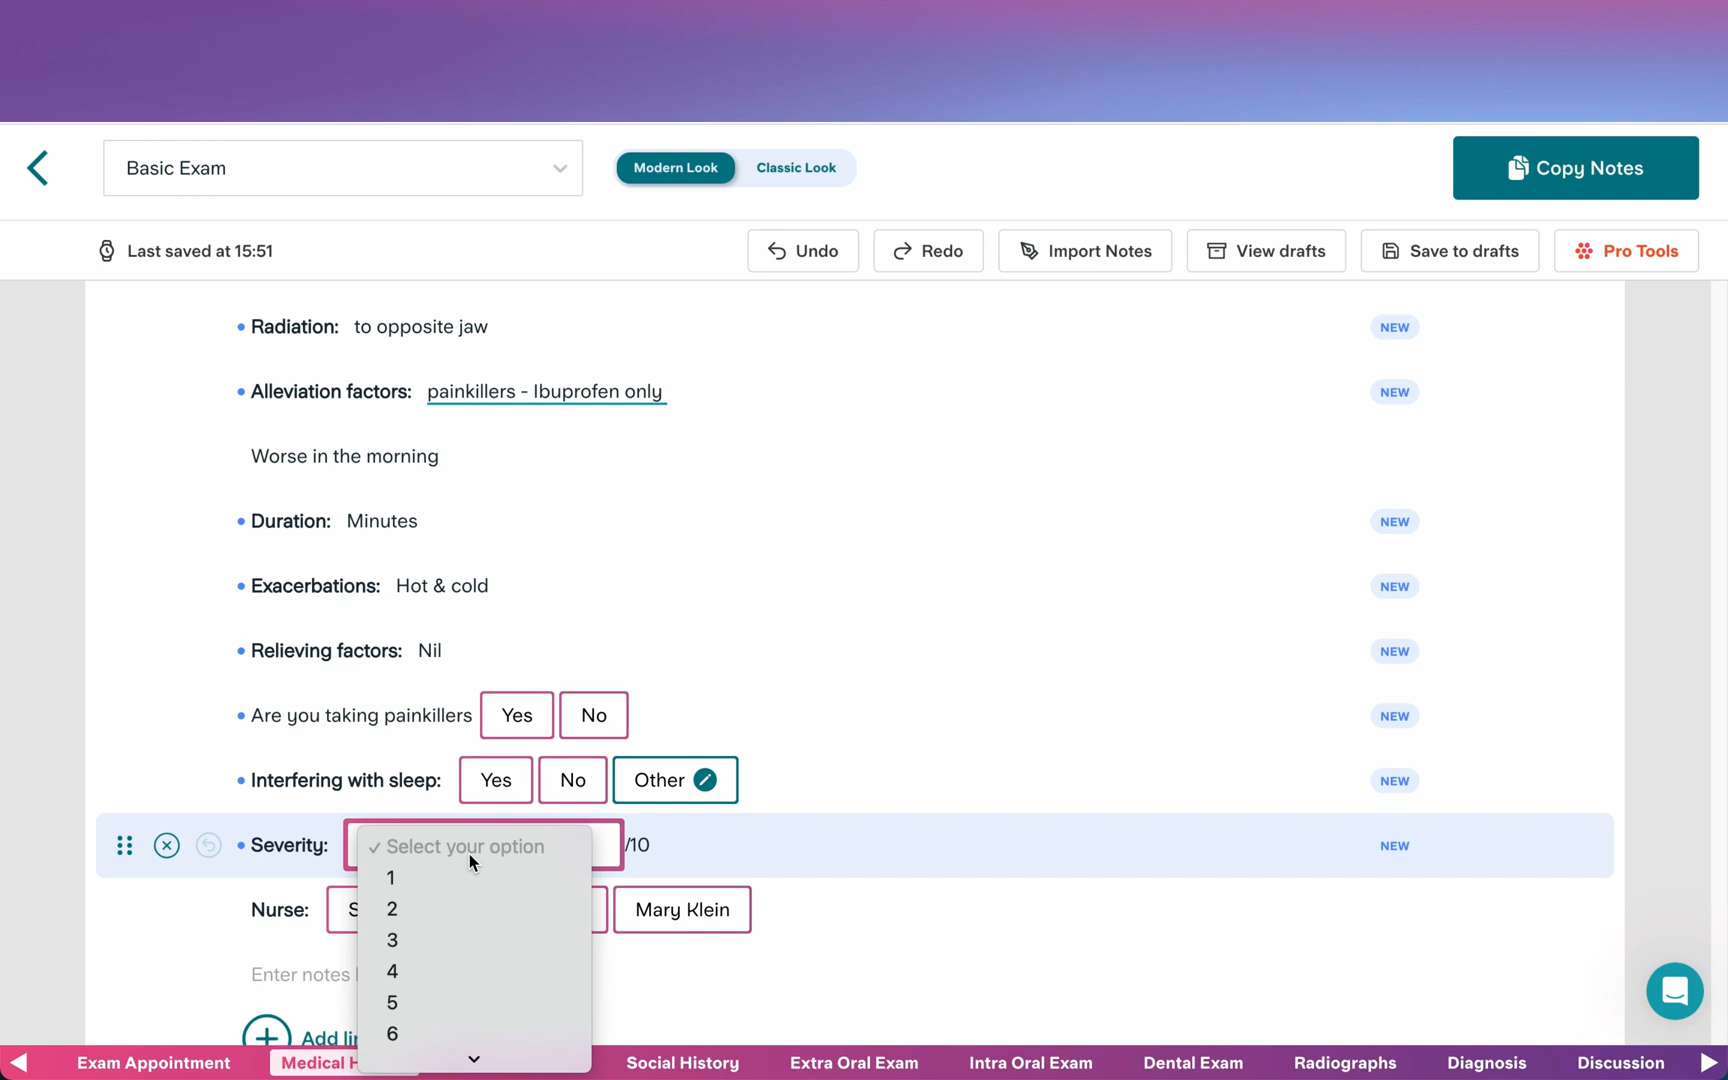 Basic Exam
Modern Look
Classic Look
Copy Notes
Last saved at 15:51
Undo
Redo
Import Notes
View drafts
Save to drafts
Pro Tools
Radiation: to opposite jaw NEW
Alleviation factors: painkillers - Ibuprofen only NEW
Worse in the morning
Duration: Minutes NEW
Exacerbations: Hot & cold NEW
Relieving factors: Nil NEW
Are you taking painkillers Yes No NEW
Interfering with sleep: Yes No Other NEW
Severity: ✓ Select your option /10 NEW
1
Nurse: Mary Klein
2
3
Enter notes
4
5
6
Add
Exam Appointment
Medical
Social History
Extra Oral Exam
Intra Oral Exam
Dental Exam
Radiographs
Diagnosis
Discussion